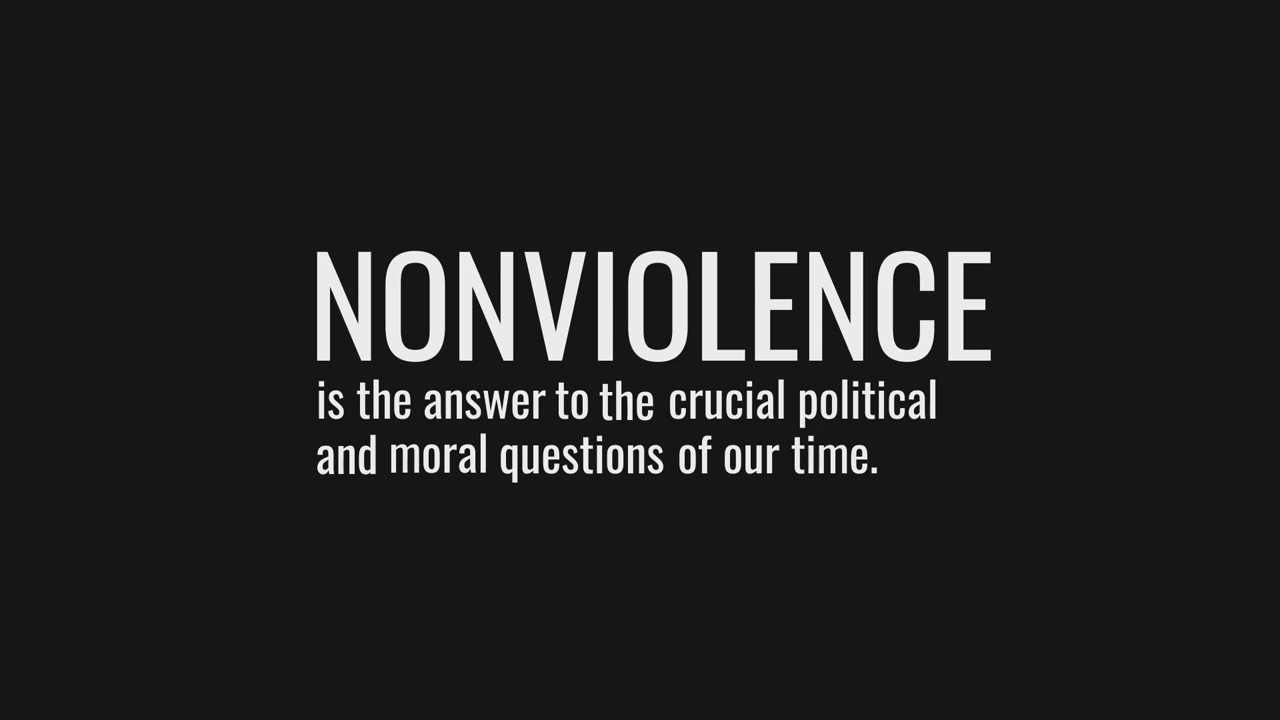 NONVIOLENCE
is the answer to the crucial political
and moral questions of our time.